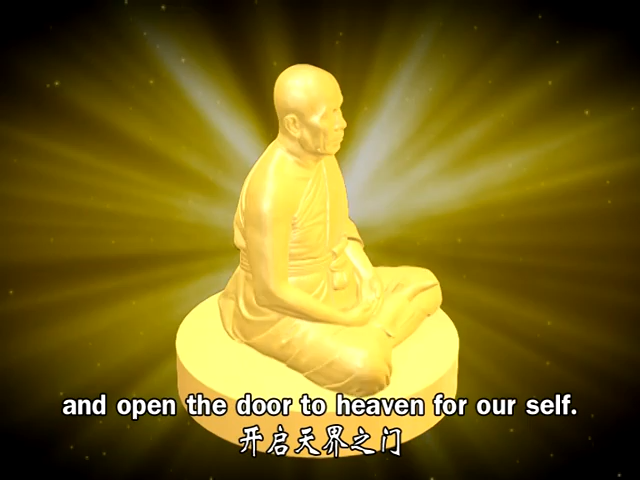 and open the door to heaven for our self.
开启天界之门